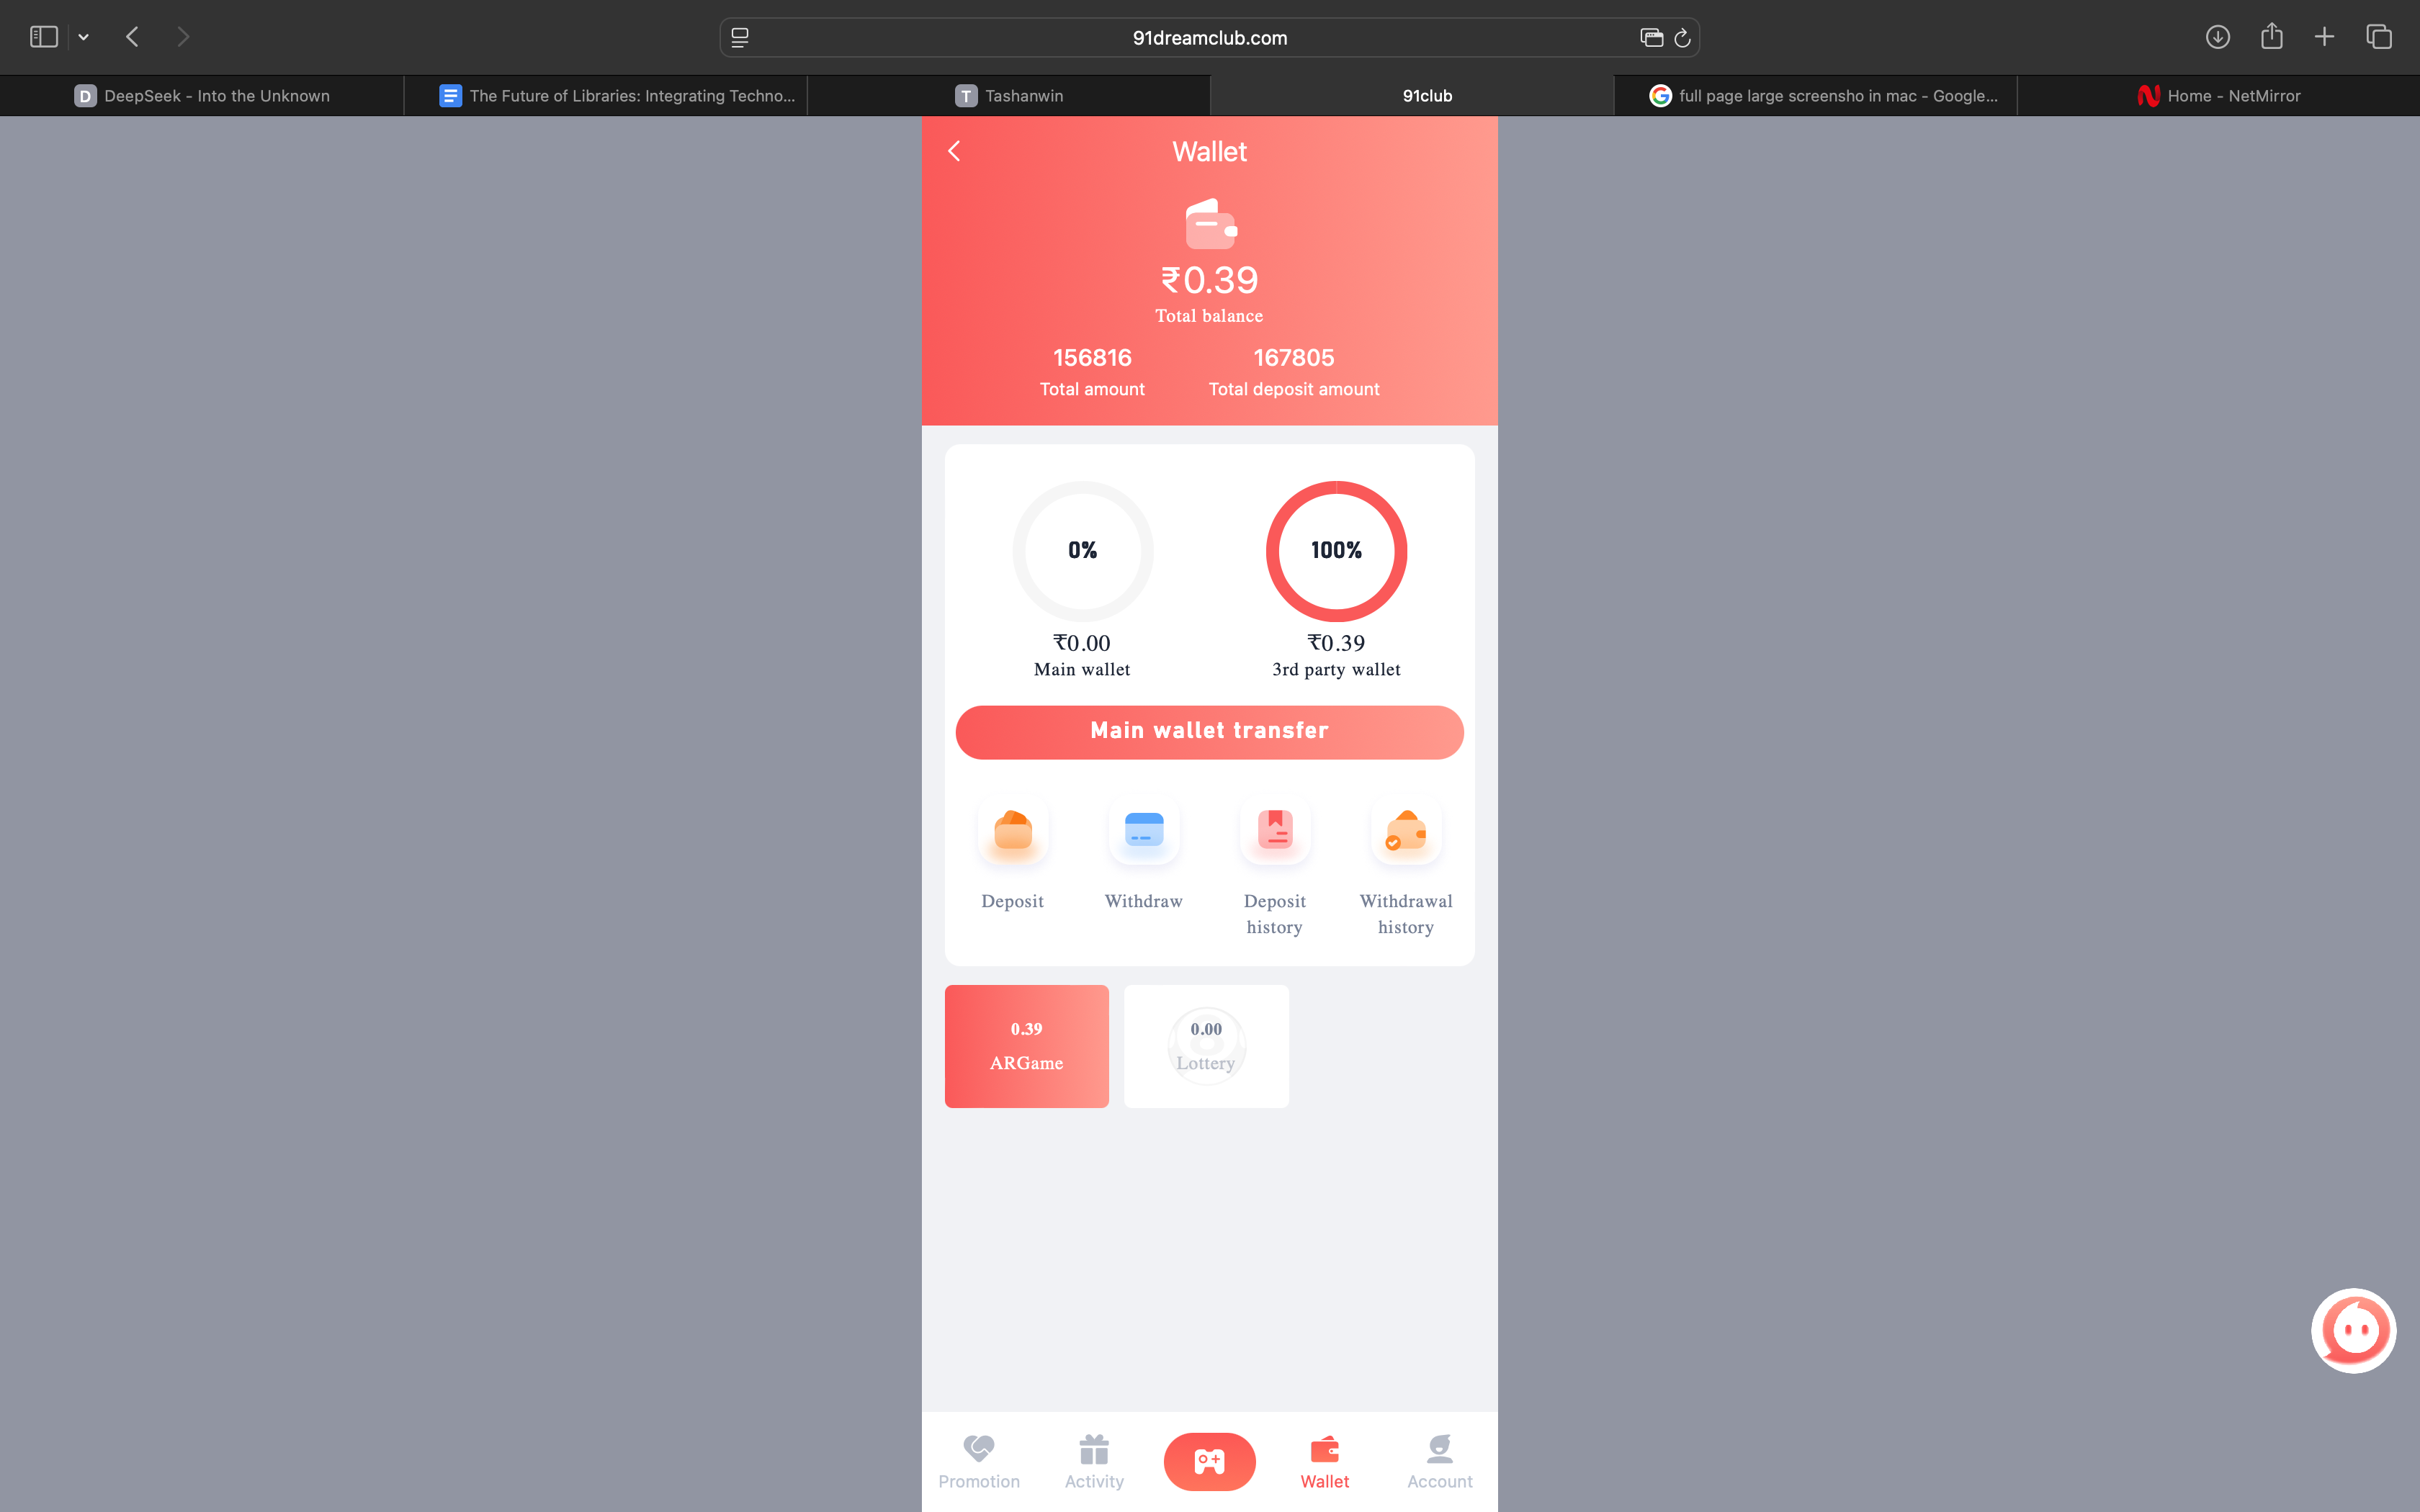 91dreamclub.com
D DeepSeek - Into the Unknown
The Future of Libraries: Integrating Techno...
T Tashanwin
91club
full page large screensho in mac - Google...
Home - NetMirror
Wallet
₹0.39
Total balance
156816 167805
Total amount Total deposit amount
0% 100%
₹0.00 ₹0.39
Main wallet 3rd party wallet
Main wallet transfer
Deposit Withdraw Deposit Withdrawal
history history
0.39 0.00
ARGame Lottery
Promotion Activity Wallet Account